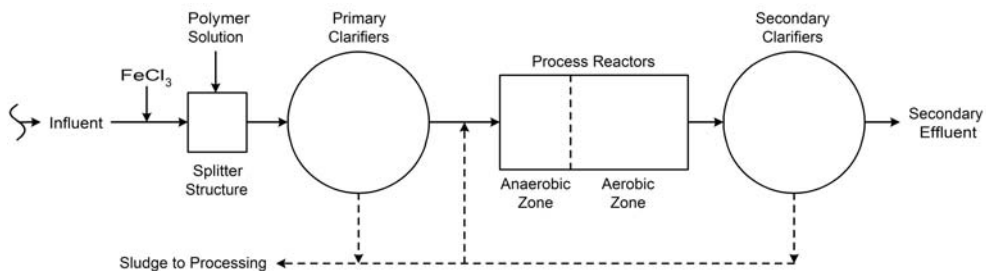 Polymer
Solution
Primary
Clarifiers
Secondary
Clarifiers
FeCl₃
Process Reactors
Influent
Secondary
Effluent
Splitter
Structure
Anaerobic
Zone
Aerobic
Zone
Sludge to Processing